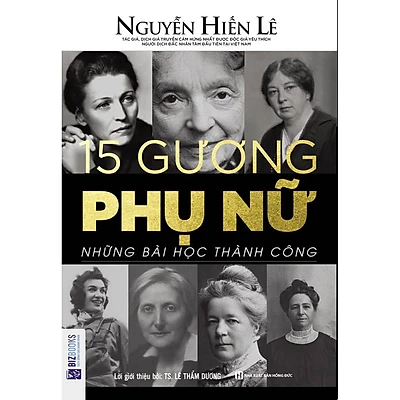 NGUYỄN HIẾN LÊ
TÁC GIẢ, DỊCH GIẢ TRUYỀN CẢM HỨNG NHẤT ĐƯỢC ĐỘC GIẢ YÊU THÍCH
NGƯỜI DỊCH ĐẮC NHÂN TÂM ĐẦU TIÊN TẠI VIỆT NAM
15 GƯƠNG
PHỤ NỮ
NHỮNG BÀI HỌC THÀNH CÔNG
BIZBOOKS
Lời giới thiệu bởi: TS. LÊ THẨM DƯƠNG
NHÀ XUẤT BẢN HỒNG ĐỨC